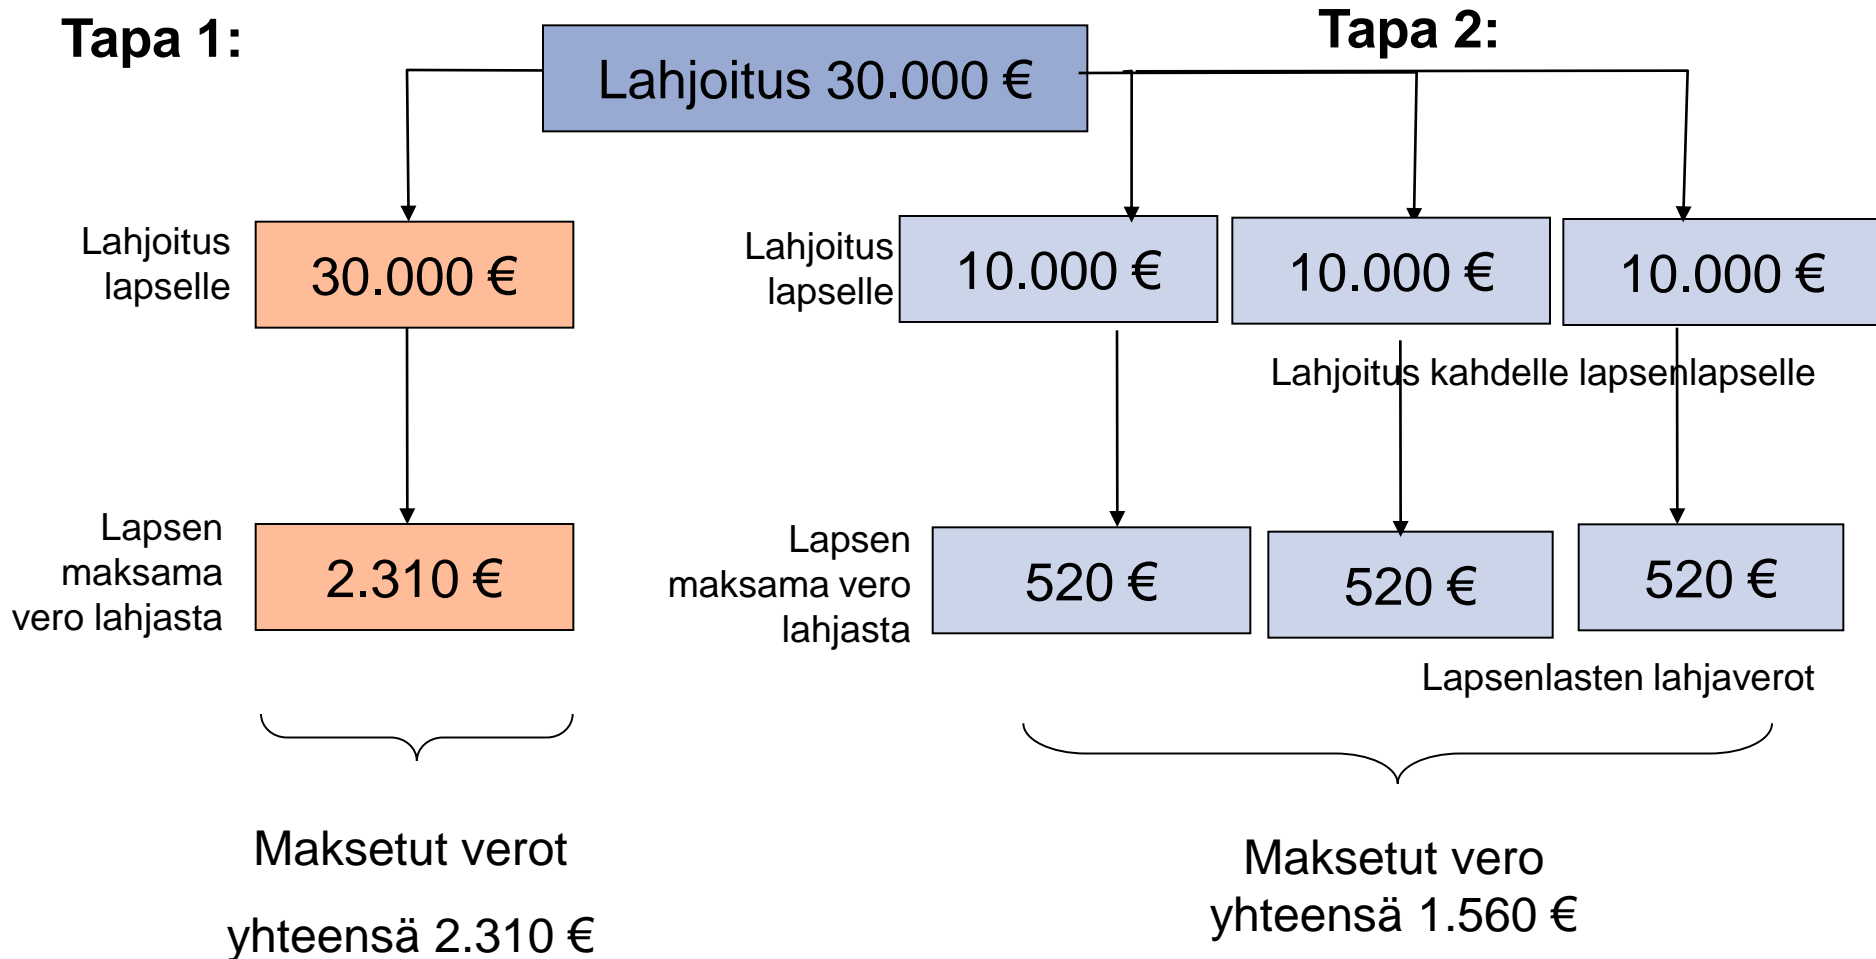 Tapa 1:
Tapa 2:
Lahjoitus 30.000 €
Lahjoitus
lapselle
30.000 €
Lahjoitus
lapselle
10.000 €
10.000 €
10.000 €
Lahjoitus kahdelle lapsenlapselle
Lapsen
maksama
vero lahjasta
2.310 €
Lapsen
maksama vero
lahjasta
520 €
520 €
520 €
Lapsenlasten lahjaverot
Maksetut verot
yhteensä 2.310 €
Maksetut vero
yhteensä 1.560 €